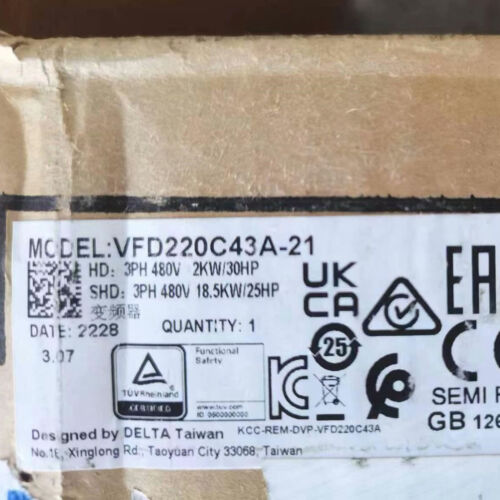 MODEL:VFD220C43A-21
HD: 3PH 480V 2KW/30HP
SHD: 3PH 480V 18.5KW/25HP
变频器
DATE: 2228
QUANTITY: 1
3.07
UK
CA
EA
25
TÜVRheinland
CERTIFIED
Functional
Safety
www.tuv.com
ID 0600000000
SEMI F
GB 126
KCC-REM-DVP-VFD220C43A
Designed by DELTA Taiwan
No.18, Xinglong Rd., Taoyuan City 33068, Taiwan